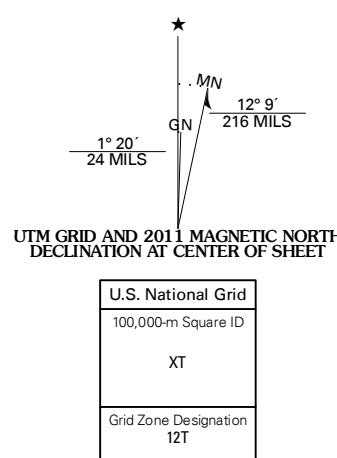 ★
MN
GN
12° 9´
216 MILS
1° 20´
24 MILS
UTM GRID AND 2011 MAGNETIC NORTH
DECLINATION AT CENTER OF SHEET
U.S. National Grid
100,000-m Square ID
XT
Grid Zone Designation
12T